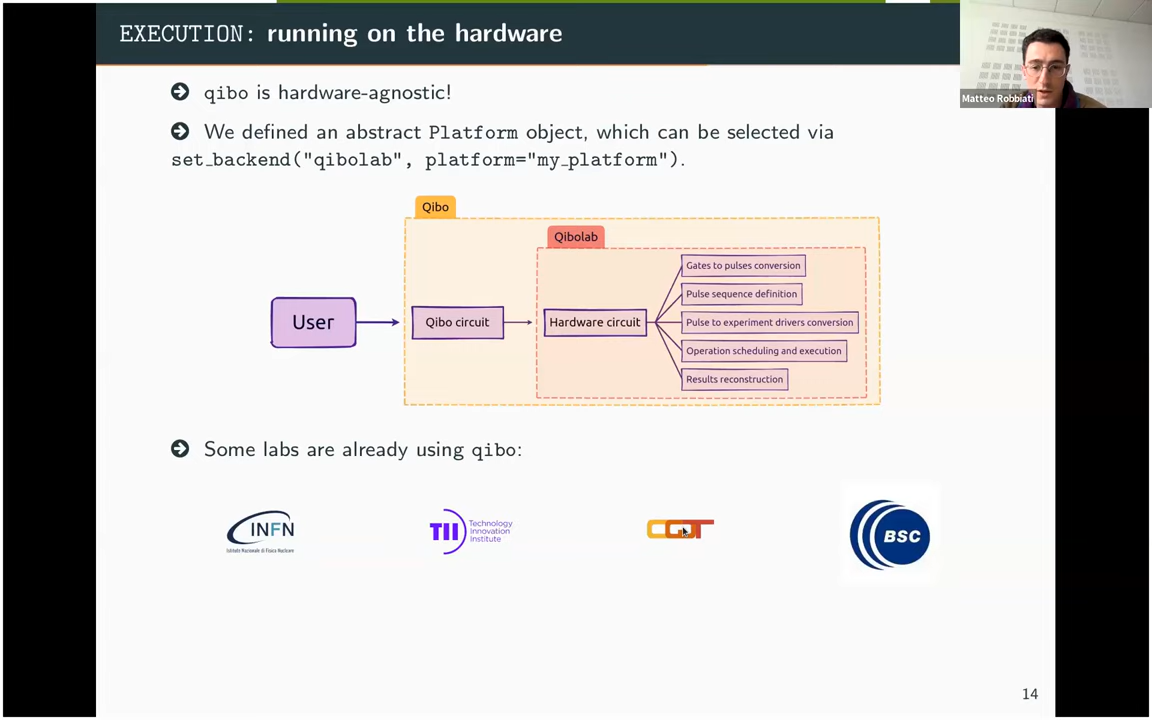 EXECUTION: running on the hardware
Matteo Robbiati
qibo is hardware-agnostic!
We defined an abstract Platform object, which can be selected via
set_backend("qibolab", platform="my_platform").
Qibo
Qibolab
User
Qibo circuit
Hardware circuit
Gates to pulses conversion
Pulse sequence definition
Pulse to experiment drivers conversion
Operation scheduling and execution
Results reconstruction
Some labs are already using qibo:
INFN
Istituto Nazionale di Fisica Nucleare
TII
Technology
Innovation
Institute
BSC
14